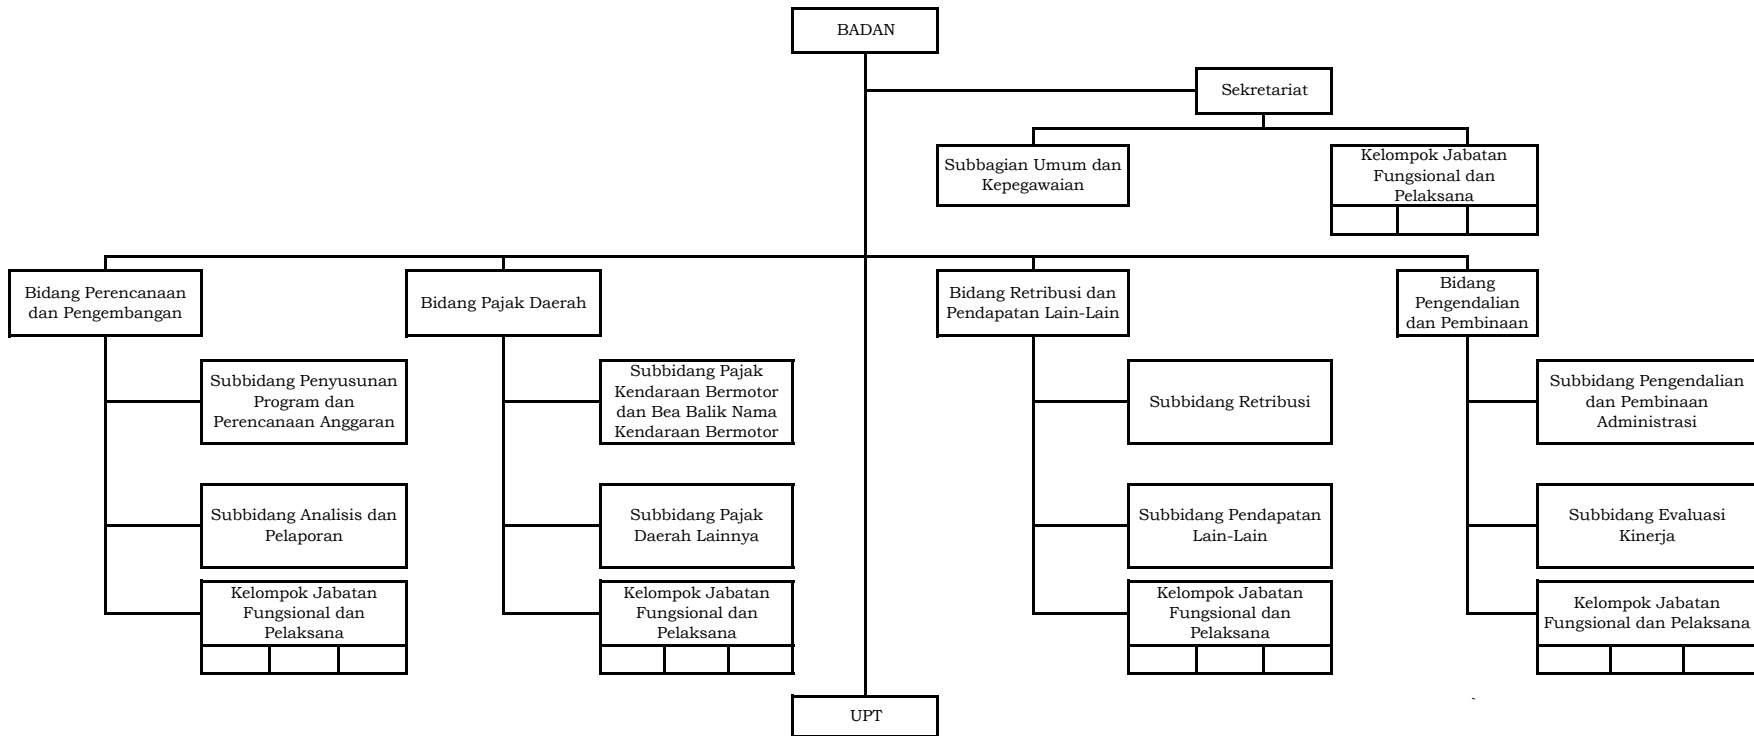 BADAN
Sekretariat
Subbagian Umum dan
Kepegawaian
Kelompok Jabatan
Fungsional dan
Pelaksana
Bidang Perencanaan
dan Pengembangan
Bidang Pajak Daerah
Bidang Retribusi dan
Pendapatan Lain-Lain
Bidang
Pengendalian
dan Pembinaan
Subbidang Penyusunan
Program dan
Perencanaan Anggaran
Subbidang Pajak
Kendaraan Bermotor
dan Bea Balik Nama
Kendaraan Bermotor
Subbidang Retribusi
Subbidang Pengendalian
dan Pembinaan
Administrasi
Subbidang Analisis dan
Pelaporan
Subbidang Pajak
Daerah Lainnya
Subbidang Pendapatan
Lain-Lain
Subbidang Evaluasi
Kinerja
Kelompok Jabatan
Fungsional dan
Pelaksana
Kelompok Jabatan
Fungsional dan
Pelaksana
Kelompok Jabatan
Fungsional dan
Pelaksana
Kelompok Jabatan
Fungsional dan Pelaksana
UPT
`